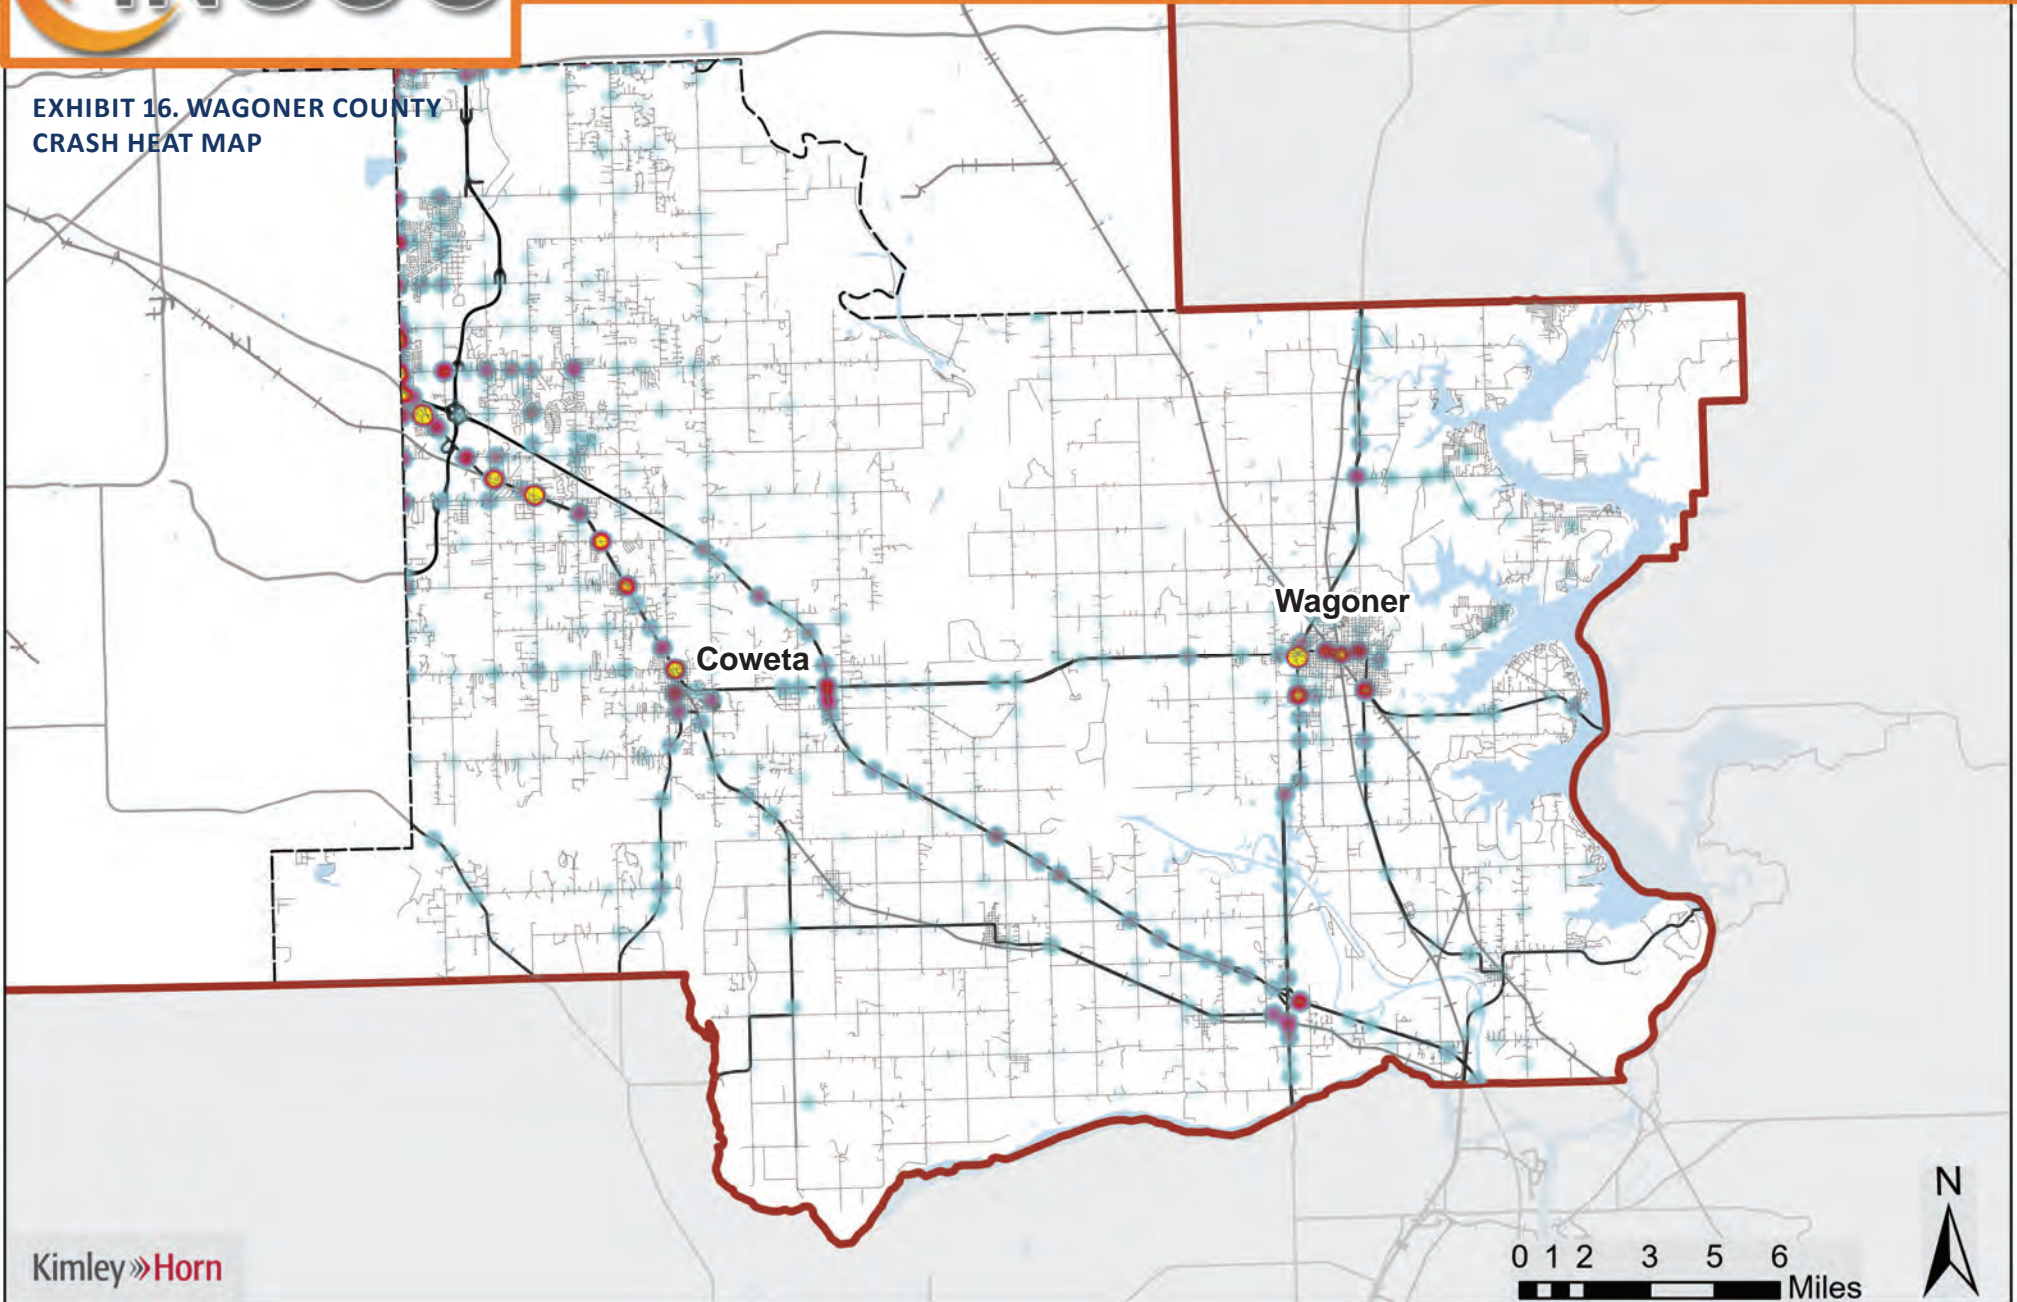 EXHIBIT 16. WAGONER COUNTY
CRASH HEAT MAP
Wagoner
Coweta
N
0 1 2 3 5 6
Miles
Kimley»Horn